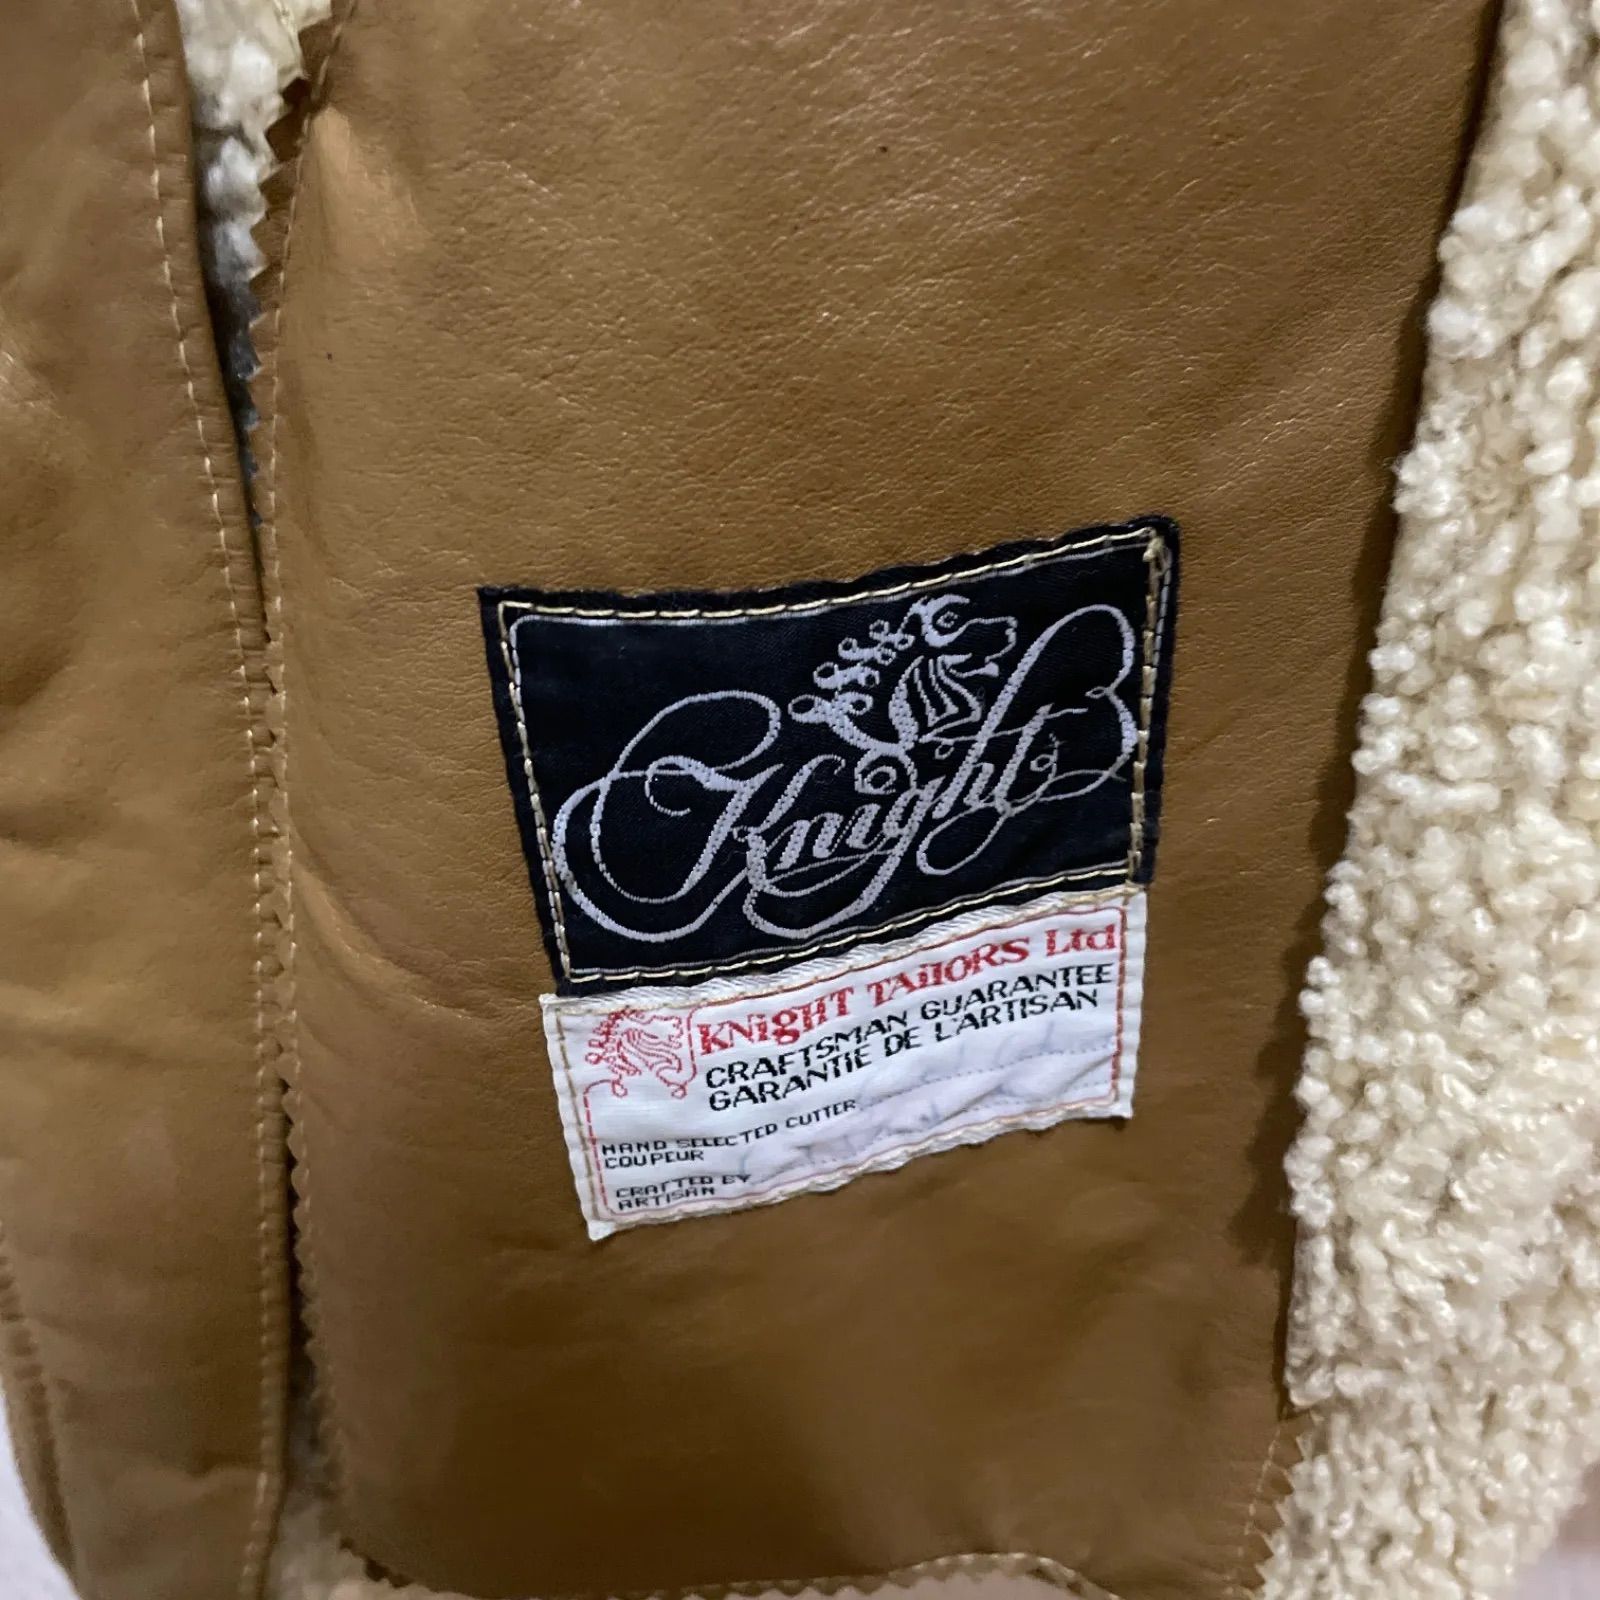 Knight
KNigHT TAilORS Ltd
CRAFTSMAN GUARANTEE
GARANTIE DE L'ARTISAN
HAND SELECTED CUTTER
COUPEUR
CRAFTED BY
ARTISAN